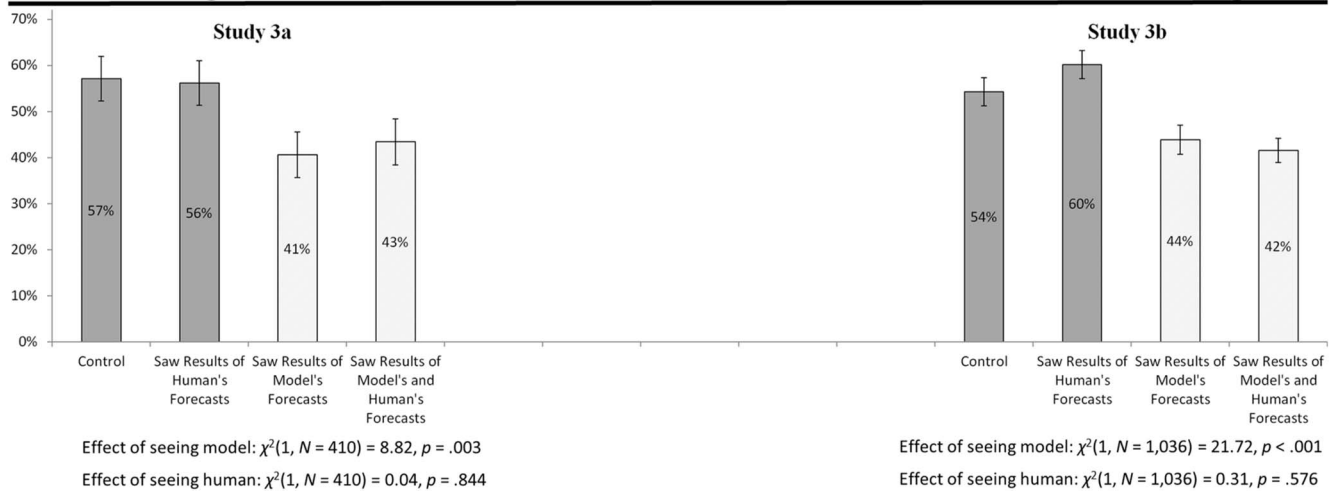 Study 3a
Study 3b
70%
60%
50%
40%
30%
20%
10%
0%
57%
56%
41%
43%
54%
60%
44%
42%
Control
Saw Results of
Human's
Forecasts
Saw Results of
Model's
Forecasts
Saw Results of
Model's and
Human's
Forecasts
Control
Saw Results of
Human's
Forecasts
Saw Results of
Model's
Forecasts
Saw Results of
Model's and
Human's
Forecasts
Effect of seeing model: χ²(1, N = 410) = 8.82, p = .003
Effect of seeing human: χ²(1, N = 410) = 0.04, p = .844
Effect of seeing model: χ²(1, N = 1,036) = 21.72, p < .001
Effect of seeing human: χ²(1, N = 1,036) = 0.31, p = .576